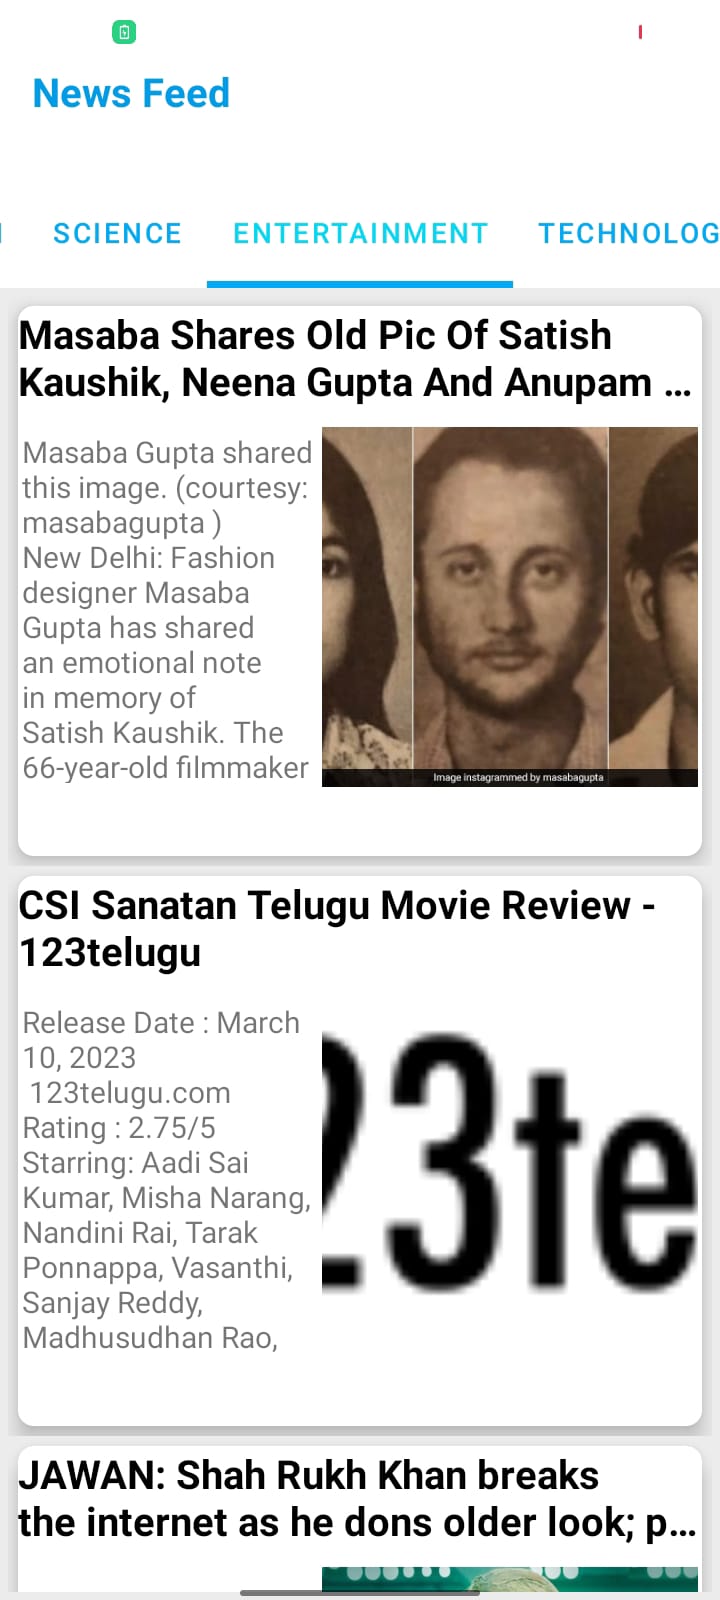 News Feed
SCIENCE ENTERTAINMENT TECHNOLOG
Masaba Shares Old Pic Of Satish
Kaushik, Neena Gupta And Anupam ...
Masaba Gupta shared
this image. (courtesy:
masabagupta )
New Delhi: Fashion
designer Masaba
Gupta has shared
an emotional note
in memory of
Satish Kaushik. The
66-year-old filmmaker
Image instagrammed by masabagupta
CSI Sanatan Telugu Movie Review -
123telugu
Release Date : March
10, 2023
123telugu.com
Rating : 2.75/5
Starring: Aadi Sai
Kumar, Misha Narang,
Nandini Rai, Tarak
Ponnappa, Vasanthi,
Sanjay Reddy,
Madhusudhan Rao,
23te
JAWAN: Shah Rukh Khan breaks
the internet as he dons older look; p...